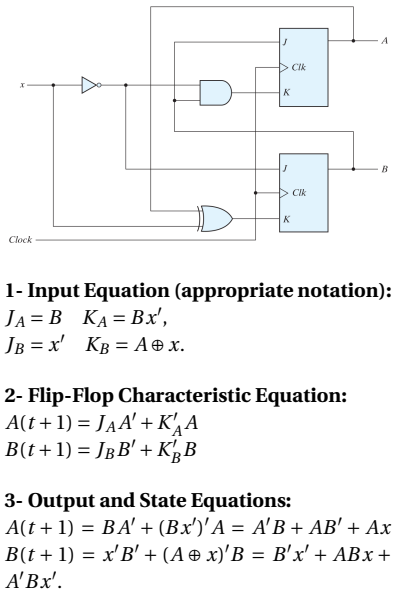 J
A
Clk
x
K
J
B
Clk
K
Clock
1- Input Equation (appropriate notation):
J_A = B K_A = Bx′,
J_B = x′ K_B = A ⊕ x.
2- Flip-Flop Characteristic Equation:
A(t + 1) = J_A A′ + K′_A A
B(t + 1) = J_B B′ + K′_B B
3- Output and State Equations:
A(t + 1) = BA′ + (Bx′)′A = A′B + AB′ + Ax
B(t + 1) = x′B′ + (A ⊕ x)′B = B′x′ + ABx +
A′Bx′.